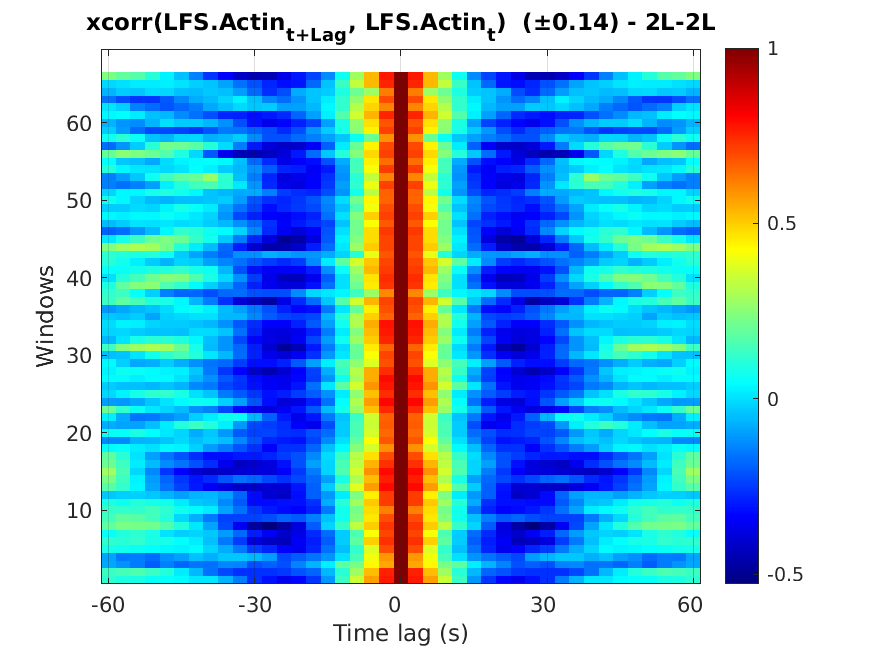 xcorr(LFS.Actin_{t+Lag}, LFS.Actin_t) (±0.14) - 2L-2L
1
0.5
0
-0.5
60
50
40
30
20
10
Windows
-60 -30 0 30 60
Time lag (s)